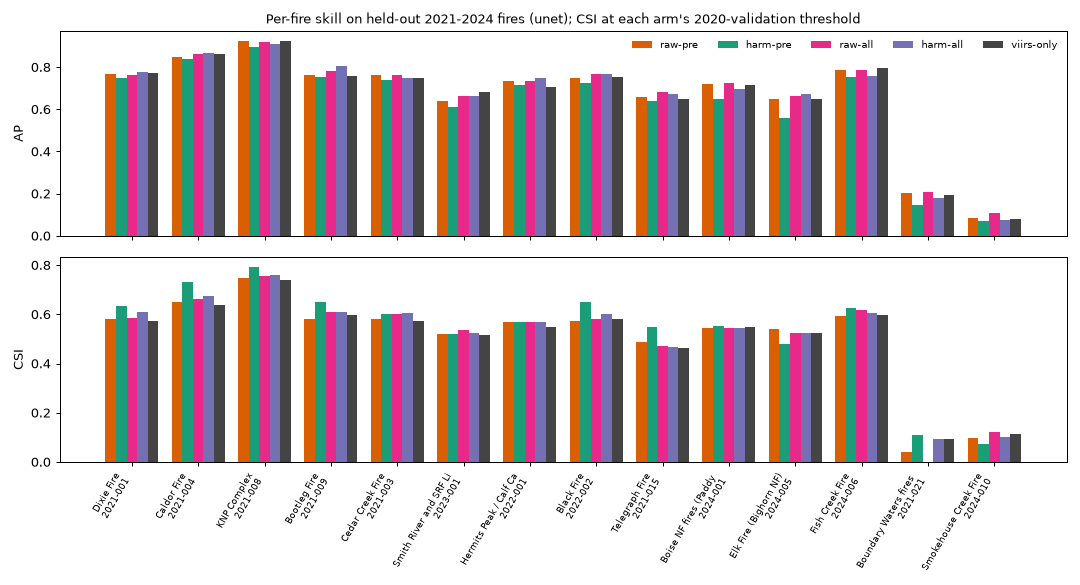 Per-fire skill on held-out 2021-2024 fires (unet); CSI at each arm's 2020-validation threshold
raw-pre harm-pre raw-all harm-all viirs-only
AP
0.8
0.6
0.4
0.2
0.0
CSI
0.8
0.6
0.4
0.2
0.0
Dixie Fire
2021-001
Caldor Fire
2021-004
KNP Complex
2021-008
Bootleg Fire
2021-009
Cedar Creek Fire
2021-003
Smith River and SRF Li
2023-001
Hermits Peak / Calf Ca
2022-001
Black Fire
2022-002
Telegraph Fire
2021-015
Boise NF fires (Paddy
2024-001
Elk Fire (Bighorn NF)
2024-005
Fish Creek Fire
2024-006
Boundary Waters fires
2021-021
Smokehouse Creek Fire
2024-010